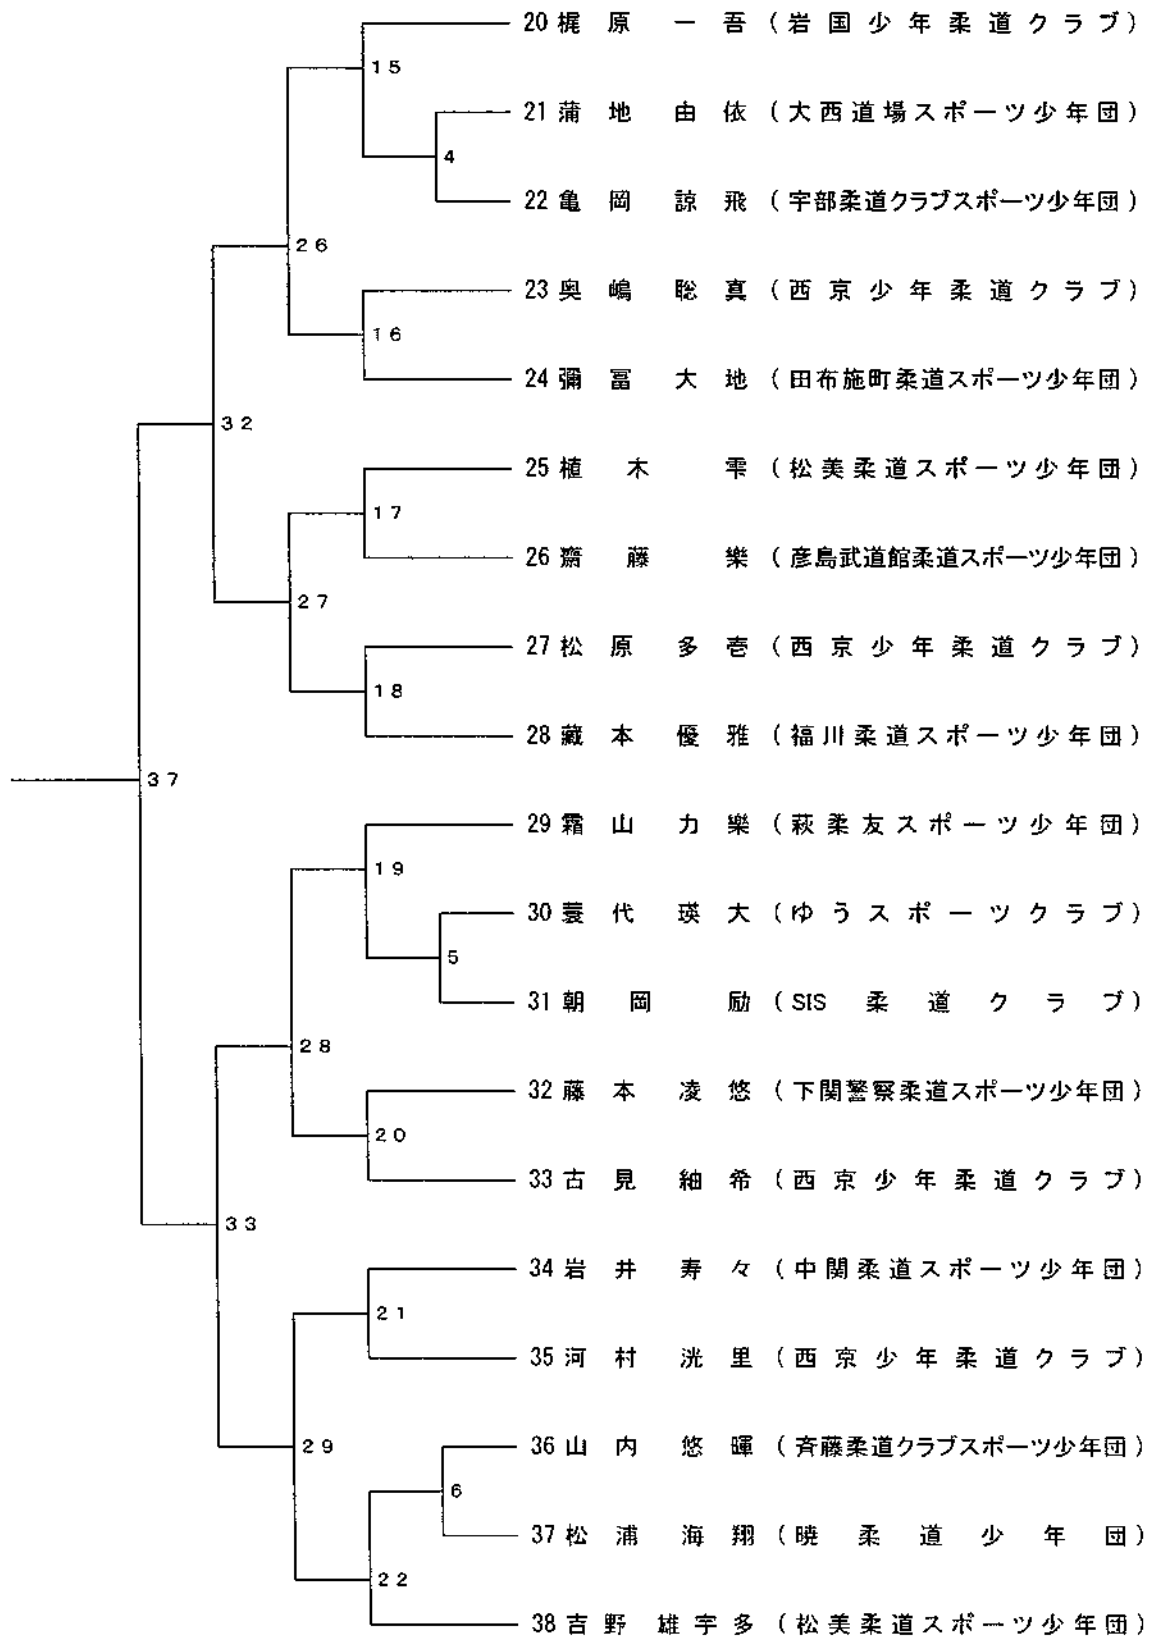 20 梶原 一吾 (岩国少年柔道クラブ)
15
21 蒲地 由依 (大西道場スポーツ少年団)
4
22 亀岡 諒飛 (宇部柔道クラブスポーツ少年団)
26
23 奥嶋 聡真 (西京少年柔道クラブ)
16
24 彌冨 大地 (田布施町柔道スポーツ少年団)
32
25 植木 雫 (松美柔道スポーツ少年団)
17
26 齋藤 樂 (彦島武道館柔道スポーツ少年団)
27
27 松原 多壱 (西京少年柔道クラブ)
18
28 藏本 優雅 (福川柔道スポーツ少年団)
37
29 霜山 力樂 (萩柔友スポーツ少年団)
19
30 蓑代 瑛大 (ゆうスポーツクラブ)
5
31 朝岡 励 (SIS柔道クラブ)
28
32 藤本 凌悠 (下関警察柔道スポーツ少年団)
20
33 古見 紬希 (西京少年柔道クラブ)
33
34 岩井 寿々 (中関柔道スポーツ少年団)
21
35 河村 洸里 (西京少年柔道クラブ)
29
36 山内 悠暉 (斉藤柔道クラブスポーツ少年団)
6
37 松浦 海翔 (暁柔道少年団)
22
38 吉野 雄宇多 (松美柔道スポーツ少年団)